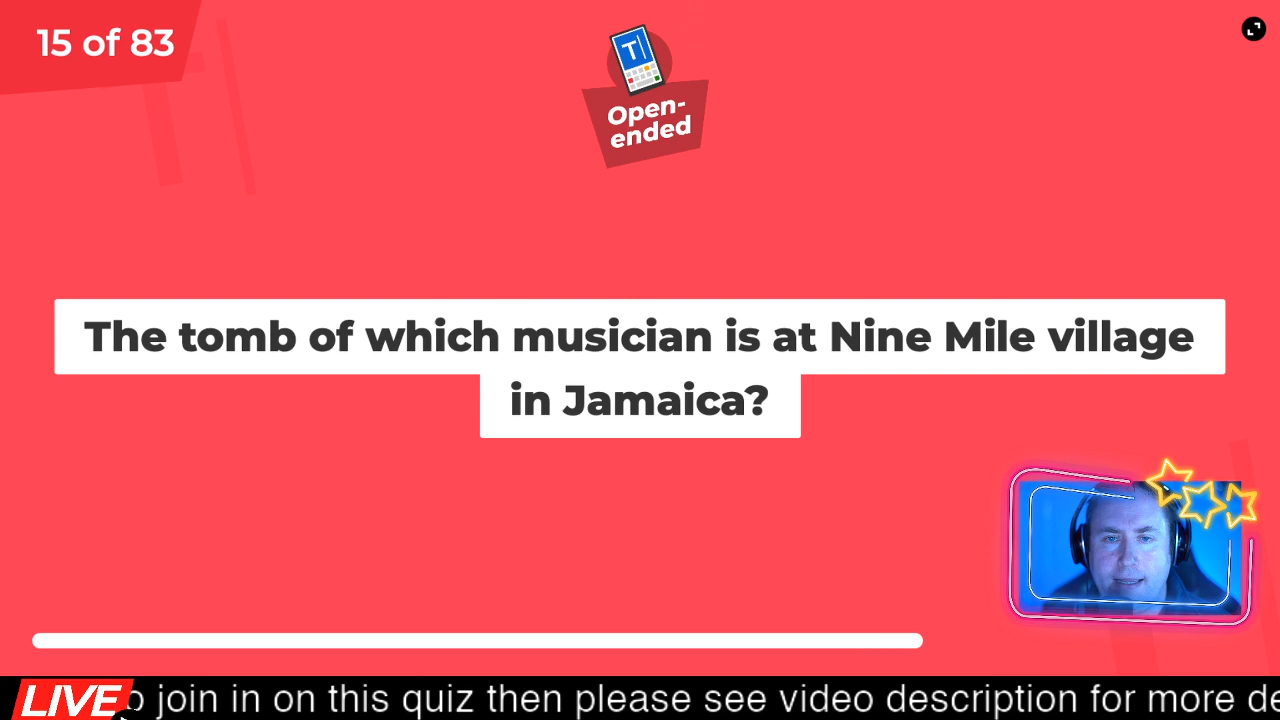 15 of 83
T
Open-
ended
The tomb of which musician is at Nine Mile village
in Jamaica?
LIVE join in on this quiz then please see video description for more